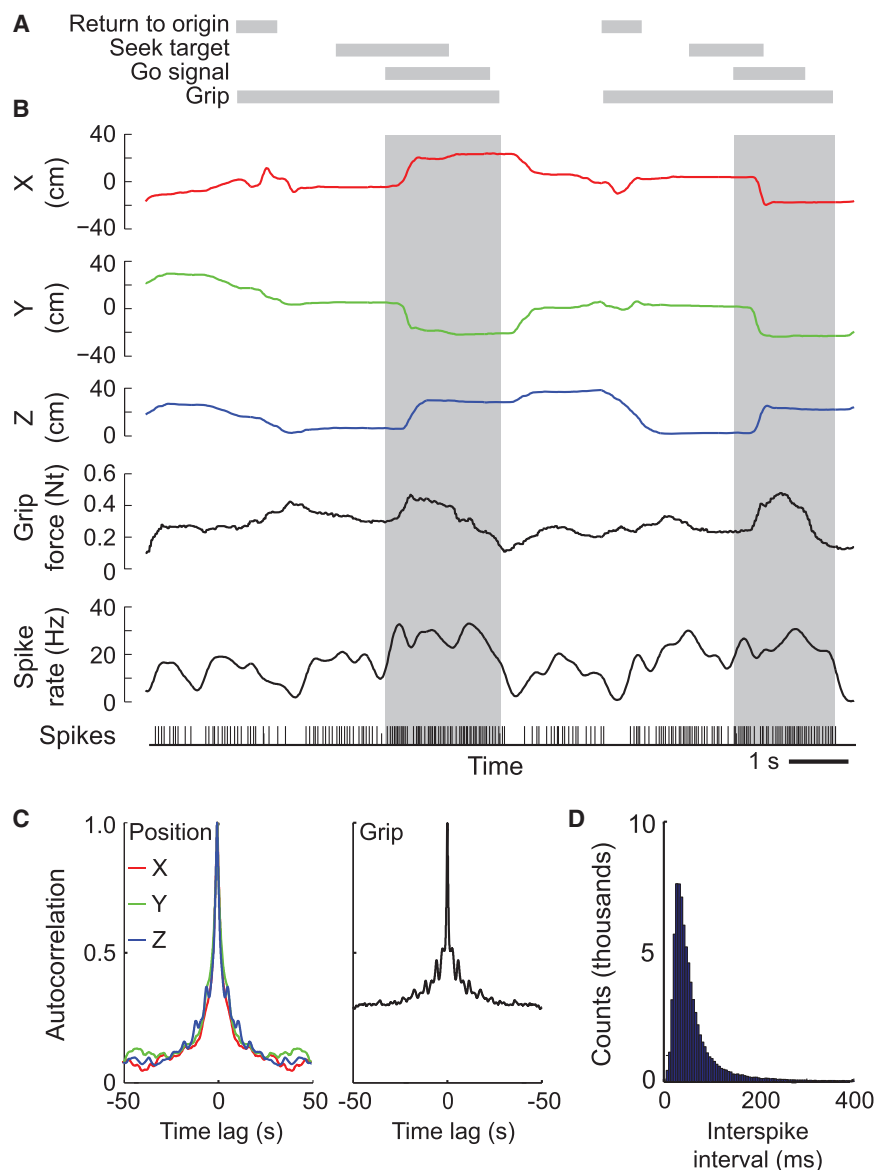 A
Return to origin
Seek target
Go signal
Grip
B
X
(cm)
40
0
−40
Y
(cm)
40
0
−40
Z
(cm)
40
0
Grip
force (Nt)
0.6
0.4
0.2
0
Spike
rate (Hz)
40
20
0
Spikes
Time
1 s
C
Autocorrelation
1.0
0.5
0
Position
X
Y
Z
-50
0
50
Time lag (s)
Grip
-50
0
-50
Time lag (s)
D
Counts (thousands)
10
5
0
0
200
400
Interspike
interval (ms)